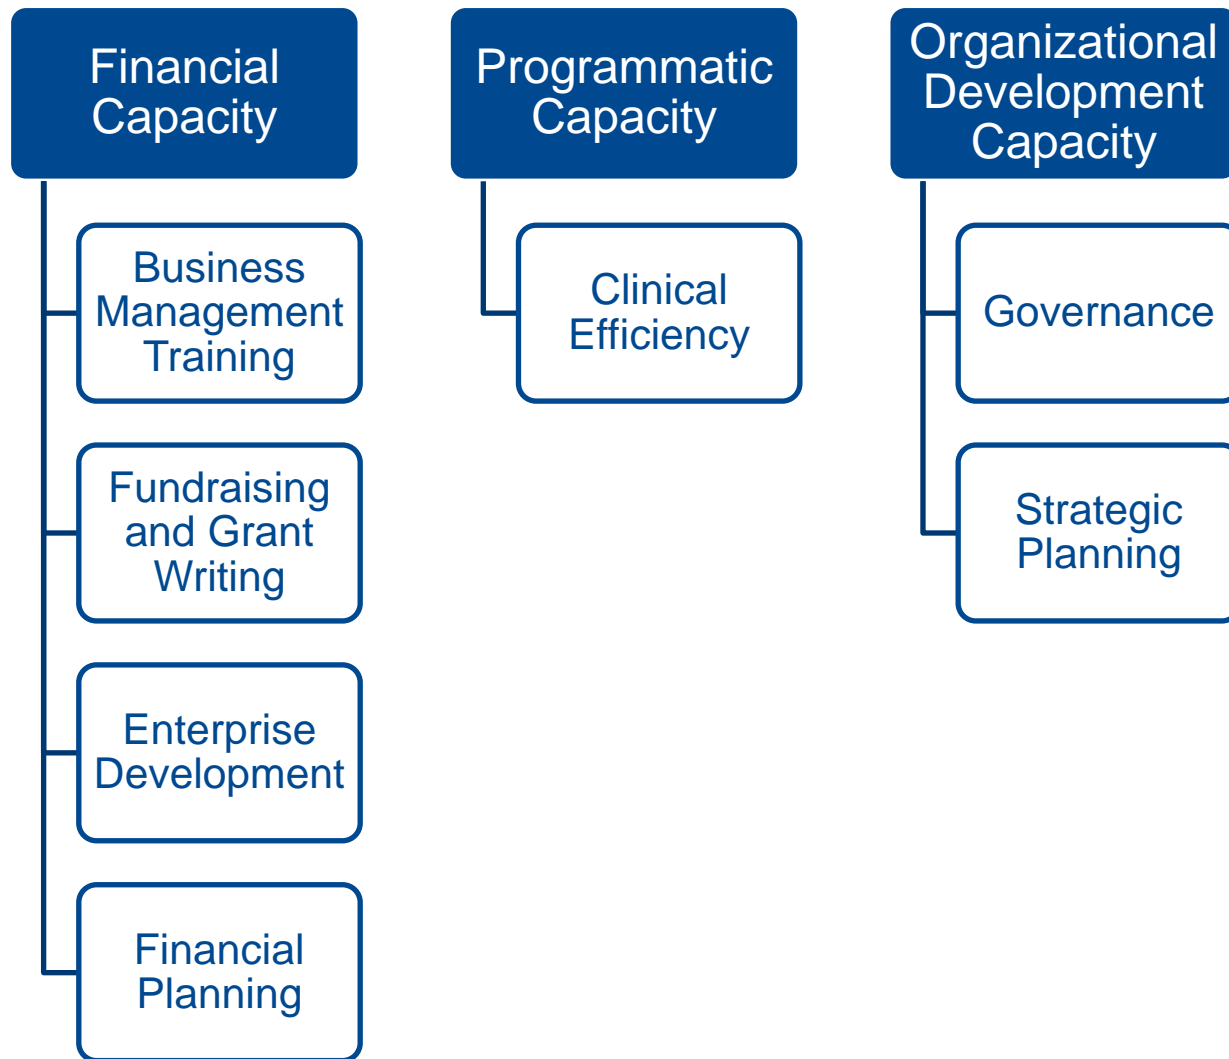 Financial
Capacity
Business
Management
Training
Fundraising
and Grant
Writing
Enterprise
Development
Financial
Planning
Programmatic
Capacity
Clinical
Efficiency
Organizational
Development
Capacity
Governance
Strategic
Planning